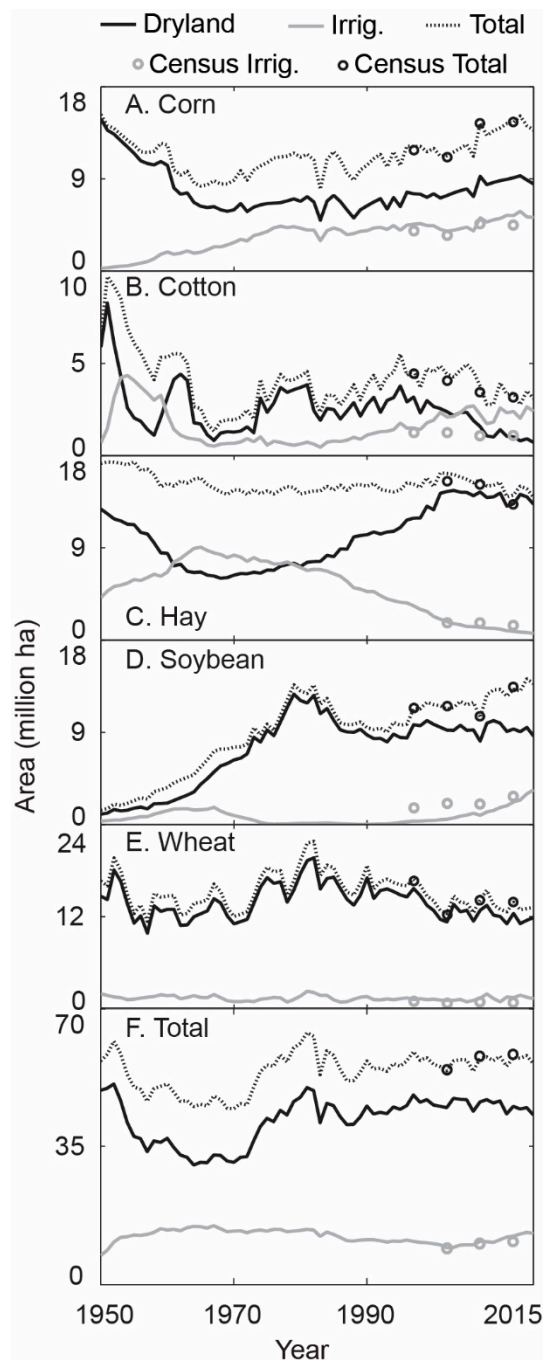 Dryland Irrig. Total
Census Irrig. Census Total
18
A. Corn
9
0
10
B. Cotton
5
0
18
9
C. Hay
0
18
D. Soybean
9
0
24
E. Wheat
12
0
70
F. Total
35
0
Area (million ha)
1950 1970 1990 2015
Year